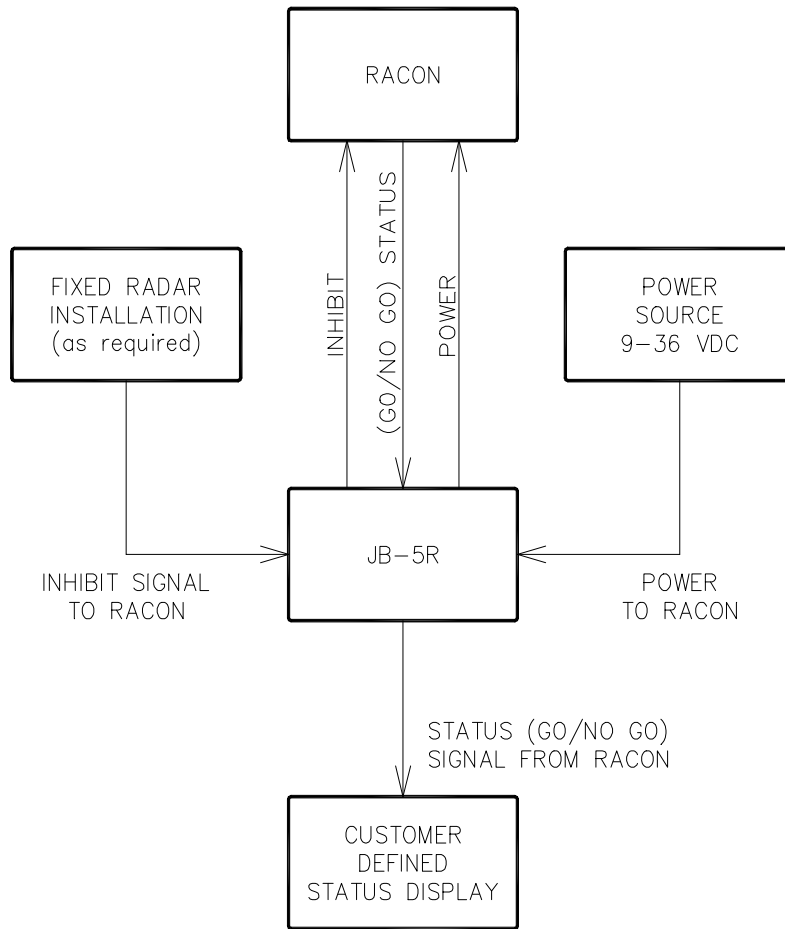 RACON
INHIBIT
(GO/NO GO) STATUS
POWER
FIXED RADAR
INSTALLATION
(as required)
POWER
SOURCE
9-36 VDC
JB-5R
INHIBIT SIGNAL
TO RACON
POWER
TO RACON
STATUS (GO/NO GO)
SIGNAL FROM RACON
CUSTOMER
DEFINED
STATUS DISPLAY